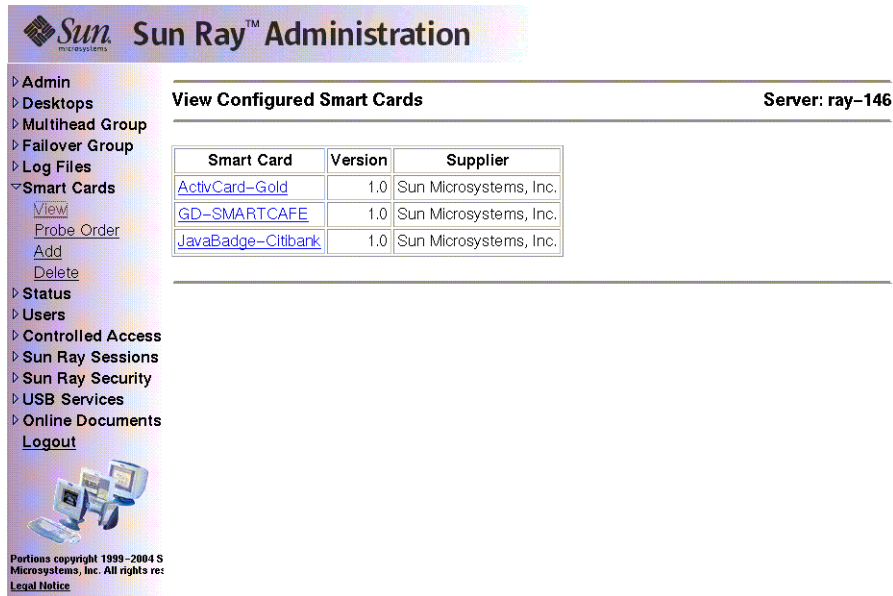 Sun microsystems Sun Ray™ Administration
Admin
Desktops
Multihead Group
Failover Group
Log Files
Smart Cards
View
Probe Order
Add
Delete
Status
Users
Controlled Access
Sun Ray Sessions
Sun Ray Security
USB Services
Online Documents
Logout
Portions copyright 1999–2004 S
Microsystems, Inc. All rights res
Legal Notice
View Configured Smart Cards Server: ray–146
Smart Card Version Supplier
ActivCard–Gold 1.0 Sun Microsystems, Inc.
GD–SMARTCAFE 1.0 Sun Microsystems, Inc.
JavaBadge–Citibank 1.0 Sun Microsystems, Inc.